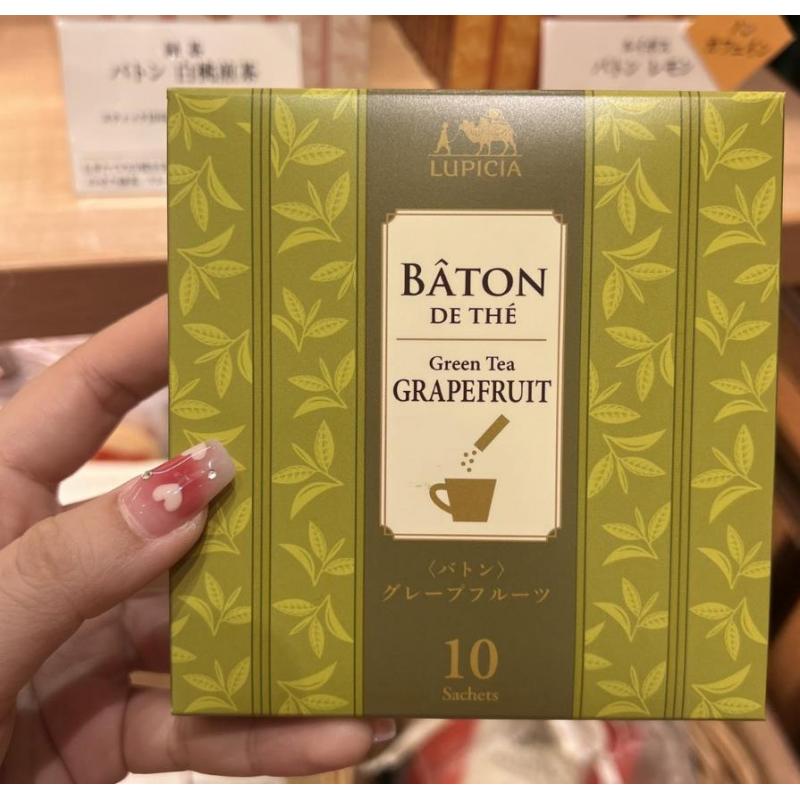 バトン 白桃煎茶
バトン レモン
LUPICIA
BÂTON
DE THÉ
Green Tea
GRAPEFRUIT
〈バトン〉
グレープフルーツ
10
Sachets